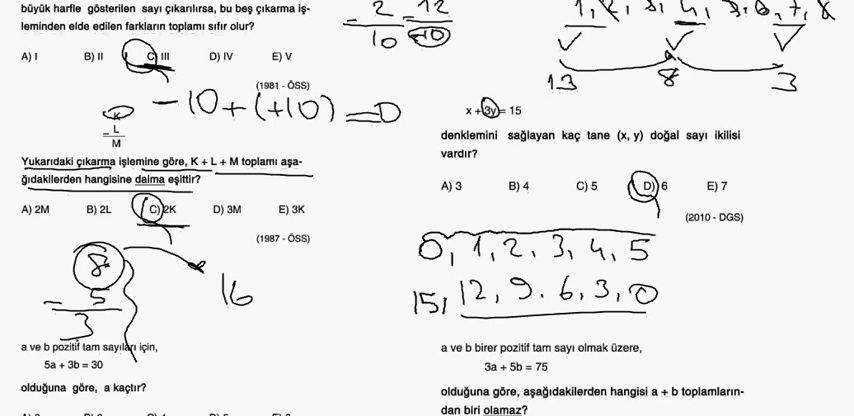 büyük harfle gösterilen sayı çıkarılırsa, bu beş çıkarma iş-
leminden elde edilen farkların toplamı sıfır olur?
A) I B) II C) III D) IV E) V
(1981 - ÖSS)
- 10 + (+10) = 0
K
- L
M
Yukarıdaki çıkarma işlemine göre, K + L + M toplamı aşa-
ğıdakilerden hangisine daima eşittir?
A) 2M B) 2L C) 2K D) 3M E) 3K
(1987 - ÖSS)
8
- 5
3
16
a ve b pozitif tam sayıları için,
5a + 3b = 30
olduğuna göre, a kaçtır?
2 12
10 +10
13 8 3
x + 3y = 15
denklemini sağlayan kaç tane (x, y) doğal sayı ikilisi
vardır?
A) 3 B) 4 C) 5 D) 6 E) 7
(2010 - DGS)
0, 1, 2, 3, 4, 5
15, 12, 9, 6, 3, 0
a ve b birer pozitif tam sayı olmak üzere,
3a + 5b = 75
olduğuna göre, aşağıdakilerden hangisi a + b toplamların-
dan biri olamaz?